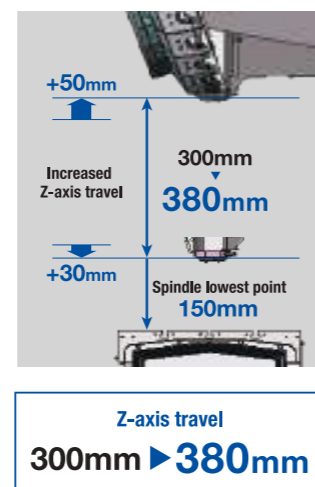 +50mm
Increased
Z-axis travel
300mm
▼
380mm
+30mm
Spindle lowest point
150mm
Z-axis travel
300mm ▶ 380mm